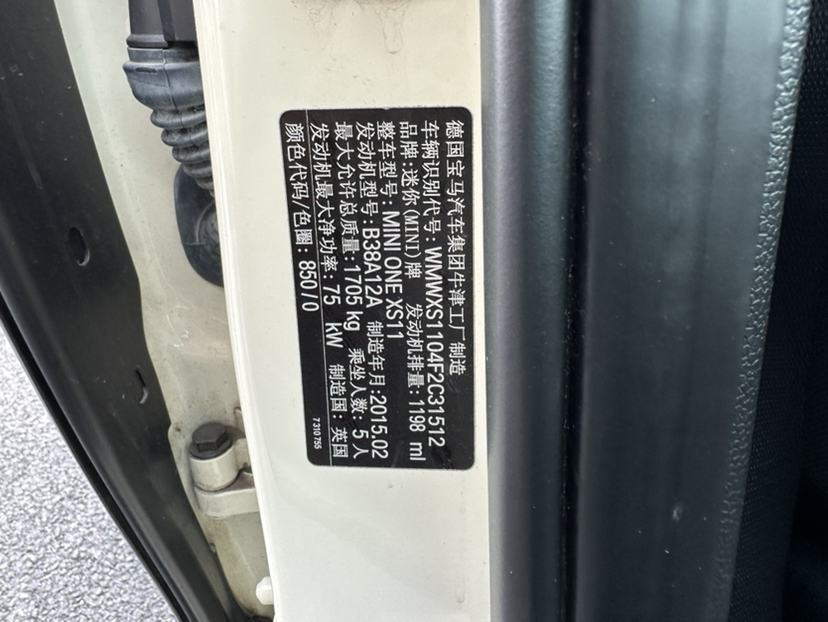 德国宝马汽车集团牛津工厂制造
车辆识别代号: WMWXS1104F2C31512
品牌:迷你(MINI)牌 发动机排量:1198 ml
整车型号: MINI ONE XS11
发动机型号: B38A12A 制造年月:2015.02
最大允许总质量:1705 kg 乘坐人数: 5 人
发动机最大净功率: 75 kW 制造国: 英国
颜色代码/色圈: 850/0
7 310 755